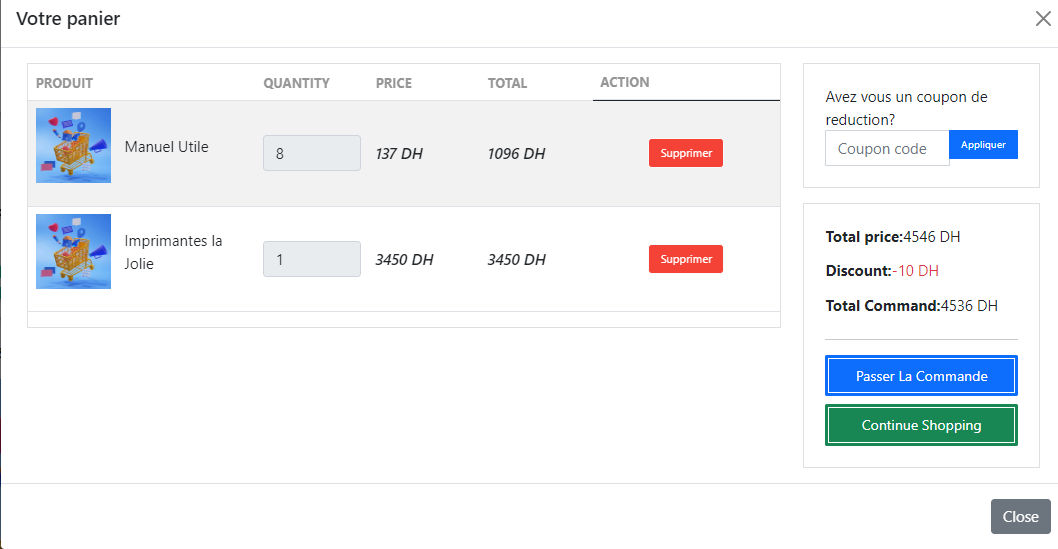 Votre panier
PRODUIT QUANTITY PRICE TOTAL ACTION
Manuel Utile 8 137 DH 1096 DH Supprimer
Imprimantes la
Jolie 1 3450 DH 3450 DH Supprimer
Avez vous un coupon de
reduction?
Coupon code Appliquer
Total price:4546 DH
Discount:-10 DH
Total Command:4536 DH
Passer La Commande
Continue Shopping
Close